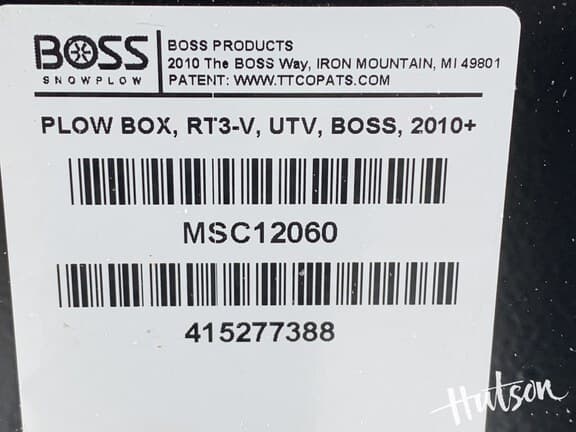 BOSS
SNOWPLOW
BOSS PRODUCTS
2010 The BOSS Way, IRON MOUNTAIN, MI 49801
PATENT: WWW.TTCOPATS.COM
PLOW BOX, RT3-V, UTV, BOSS, 2010+
MSC12060
415277388
Hutson